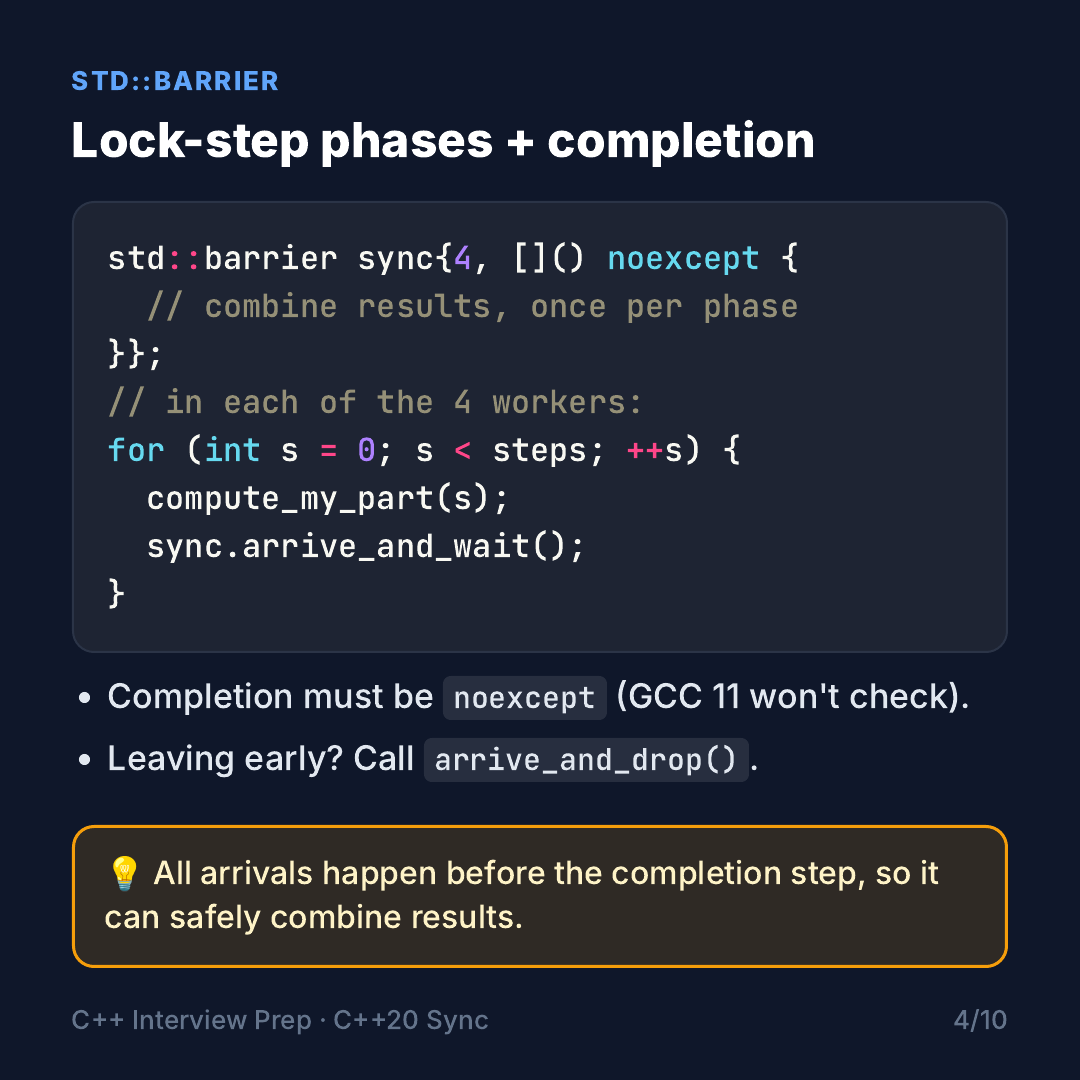 STD::BARRIER
Lock-step phases + completion
std::barrier sync{4, []() noexcept {
  // combine results, once per phase
}};
// in each of the 4 workers:
for (int s = 0; s < steps; ++s) {
  compute_my_part(s);
  sync.arrive_and_wait();
}
• Completion must be noexcept (GCC 11 won't check).
• Leaving early? Call arrive_and_drop().
💡 All arrivals happen before the completion step, so it
can safely combine results.
C++ Interview Prep · C++20 Sync
4/10